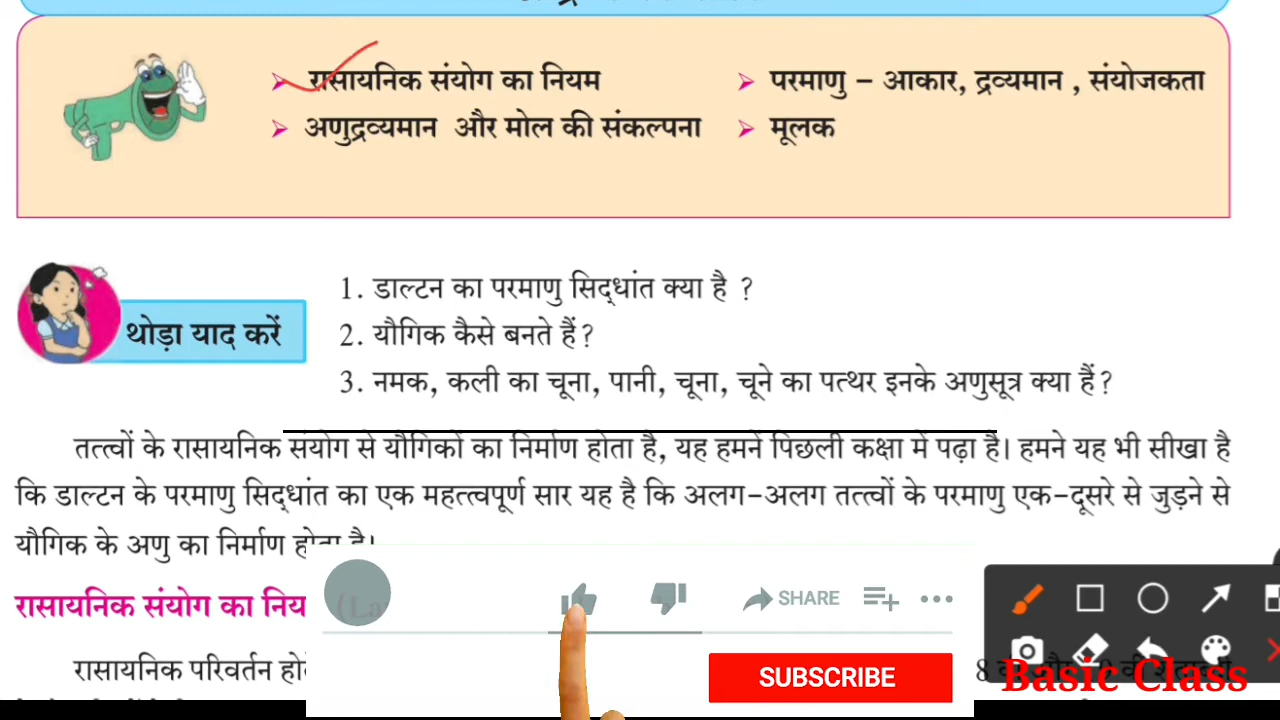 रासायनिक संयोग का नियम
परमाणु – आकार, द्रव्यमान , संयोजकता
अणुद्रव्यमान और मोल की संकल्पना
मूलक
थोड़ा याद करें
1. डाल्टन का परमाणु सिद्धांत क्या है ?
2. यौगिक कैसे बनते हैं?
3. नमक, कली का चूना, पानी, चूना, चूने का पत्थर इनके अणुसूत्र क्या हैं?
तत्त्वों के रासायनिक संयोग से यौगिकों का निर्माण होता है, यह हमने पिछली कक्षा में पढ़ा है। हमने यह भी सीखा है
कि डाल्टन के परमाणु सिद्धांत का एक महत्त्वपूर्ण सार यह है कि अलग-अलग तत्त्वों के परमाणु एक-दूसरे से जुड़ने से
यौगिक के अणु का निर्माण होता है।
रासायनिक संयोग का
रासायनिक परिवर्तन
SHARE
SUBSCRIBE
Basic Class